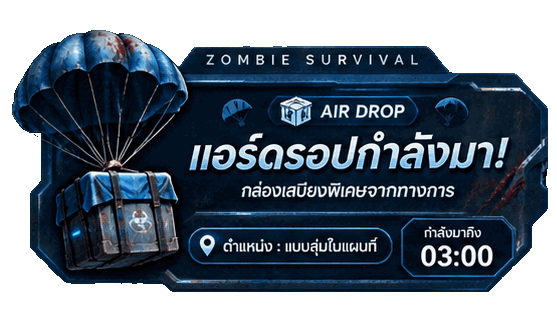 ZOMBIE SURVIVAL
AIR DROP
แอร์ดรอปกำลังมา!
กล่องเสบียงพิเศษจากทางการ
ตำแหน่ง : แบบสุ่มในแผนที่
กำลังมาถึง
03:00